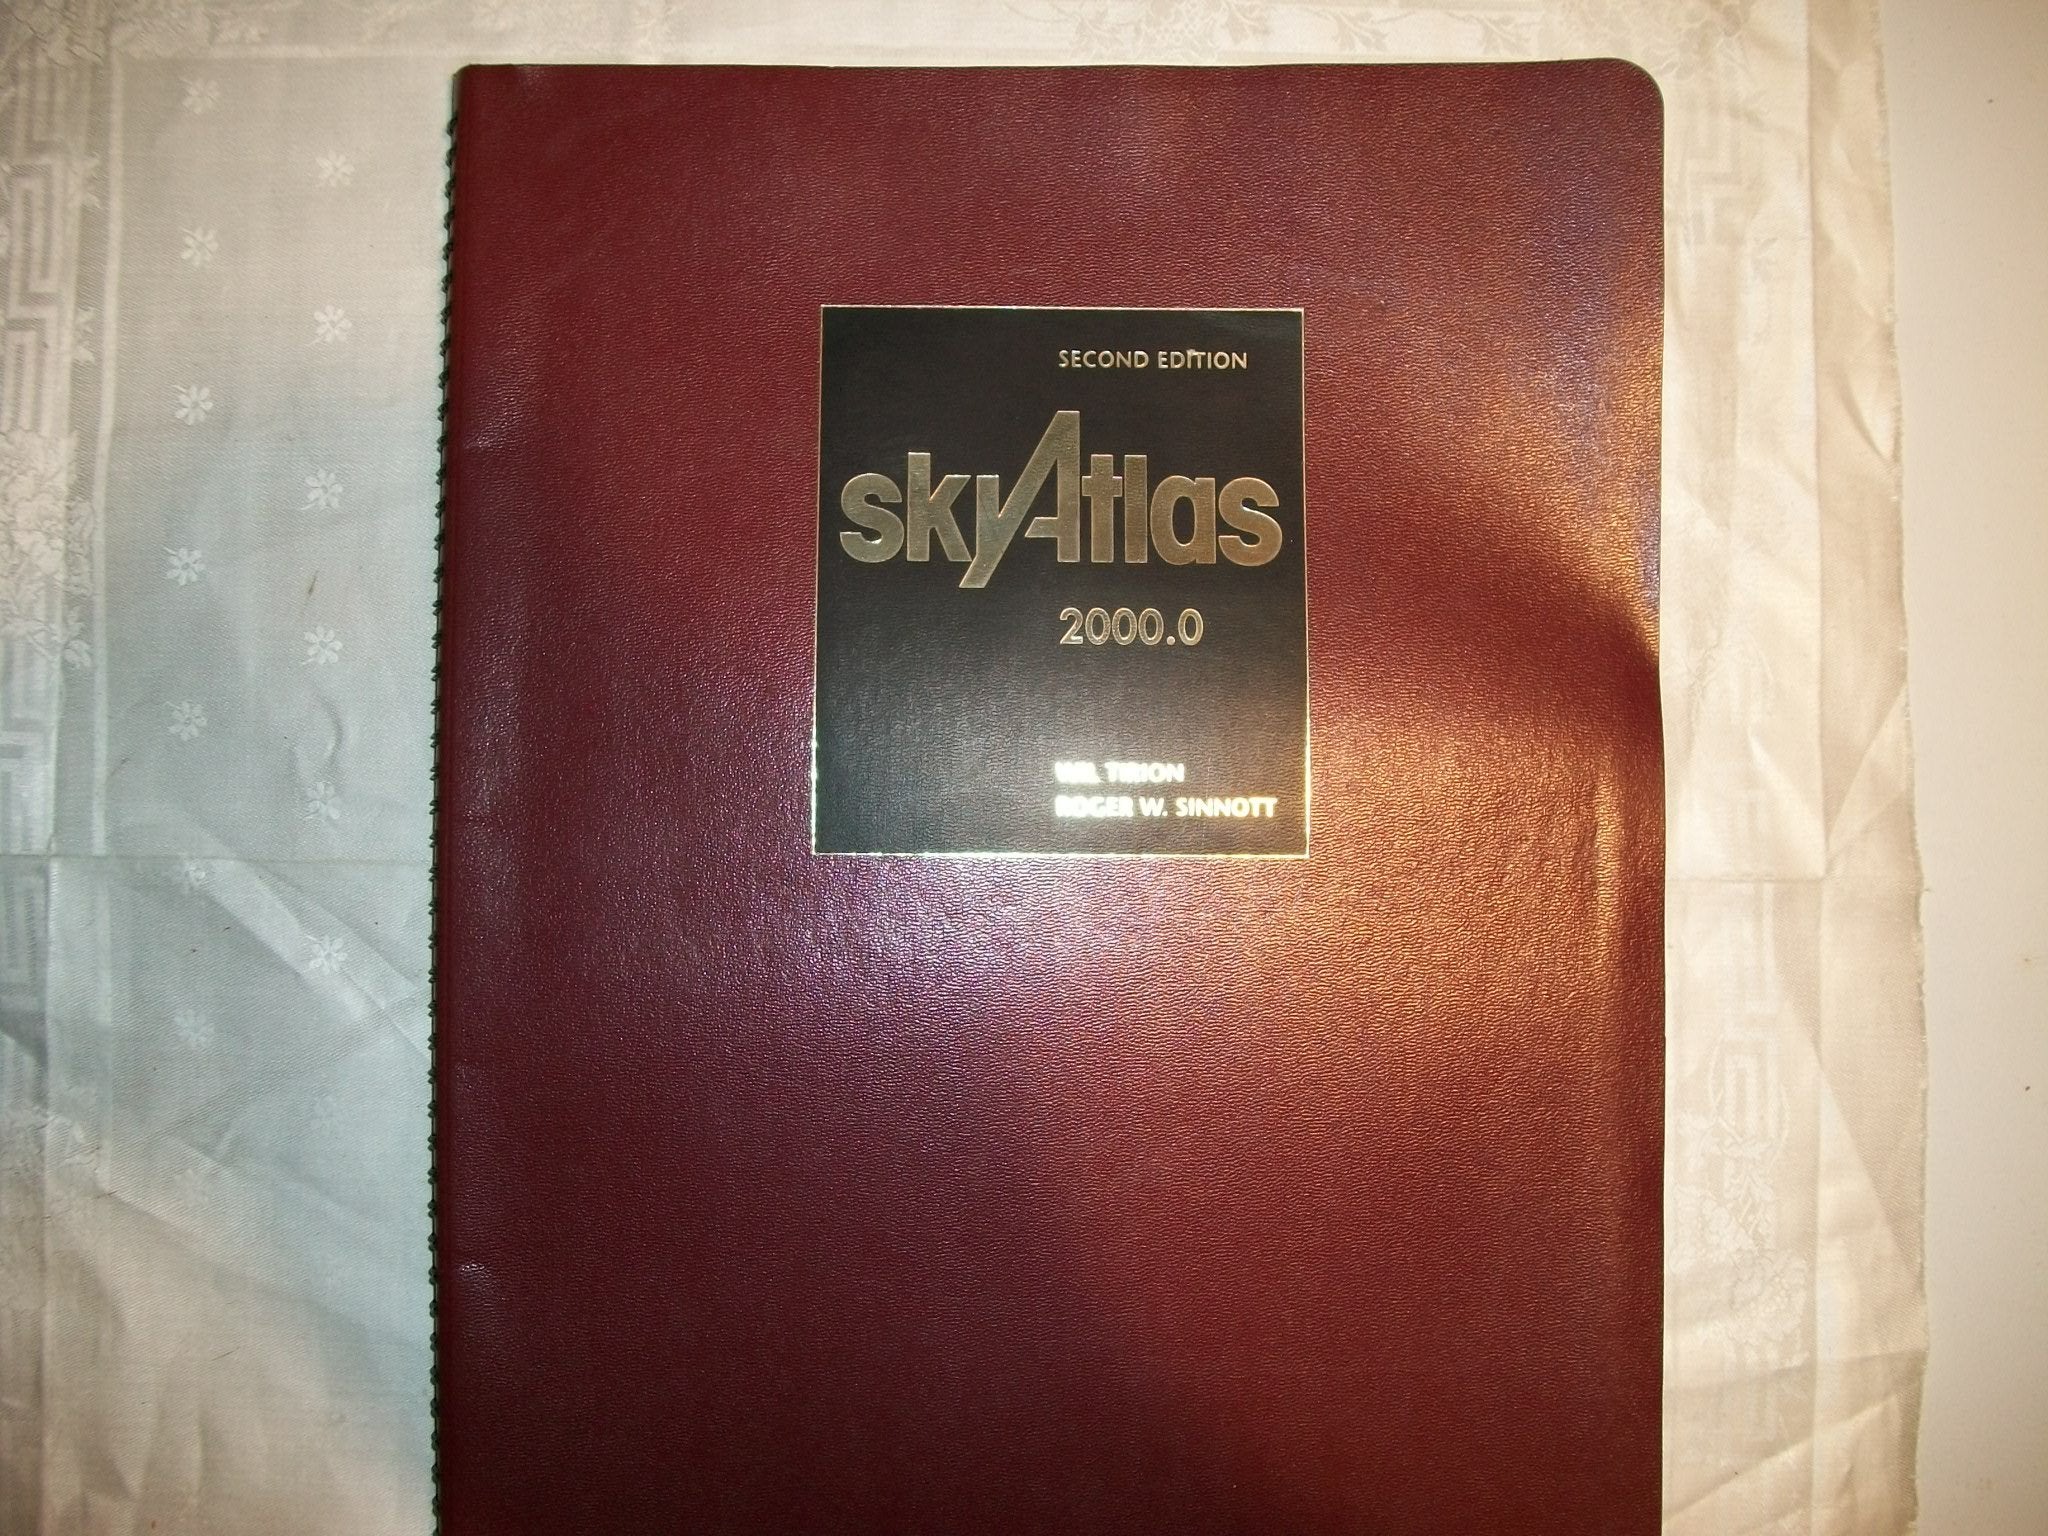 SECOND EDITION
skyAtlas
2000.0
WIL TIRION
ROGER W. SINNOTT